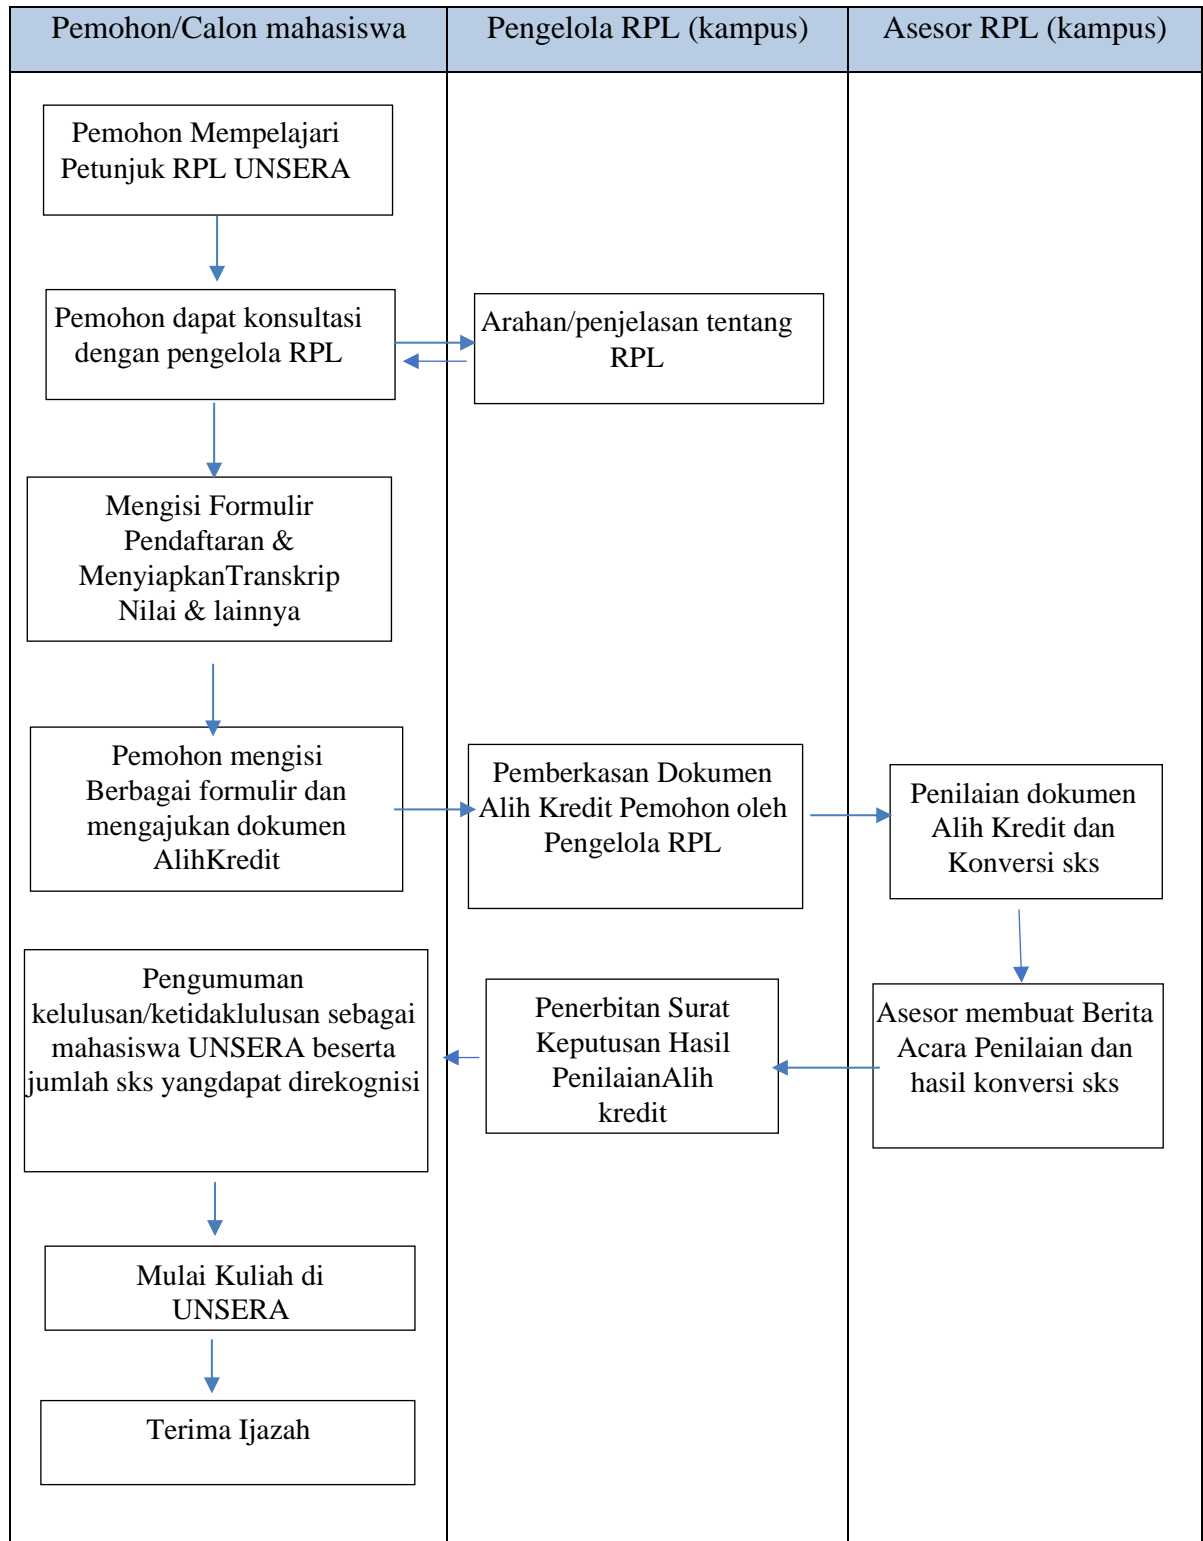 Pemohon/Calon mahasiswa
Pengelola RPL (kampus)
Asesor RPL (kampus)
Pemohon Mempelajari
Petunjuk RPL UNSERA
Pemohon dapat konsultasi
dengan pengelola RPL
Arahan/penjelasan tentang
RPL
Mengisi Formulir
Pendaftaran &
MenyiapkanTranskrip
Nilai & lainnya
Pemohon mengisi
Berbagai formulir dan
mengajukan dokumen
AlihKredit
Pemberkasan Dokumen
Alih Kredit Pemohon oleh
Pengelola RPL
Penilaian dokumen
Alih Kredit dan
Konversi sks
Asesor membuat Berita
Acara Penilaian dan
hasil konversi sks
Penerbitan Surat
Keputusan Hasil
PenilaianAlih
kredit
Pengumuman
kelulusan/ketidaklulusan sebagai
mahasiswa UNSERA beserta
jumlah sks yangdapat direkognisi
Mulai Kuliah di
UNSERA
Terima Ijazah